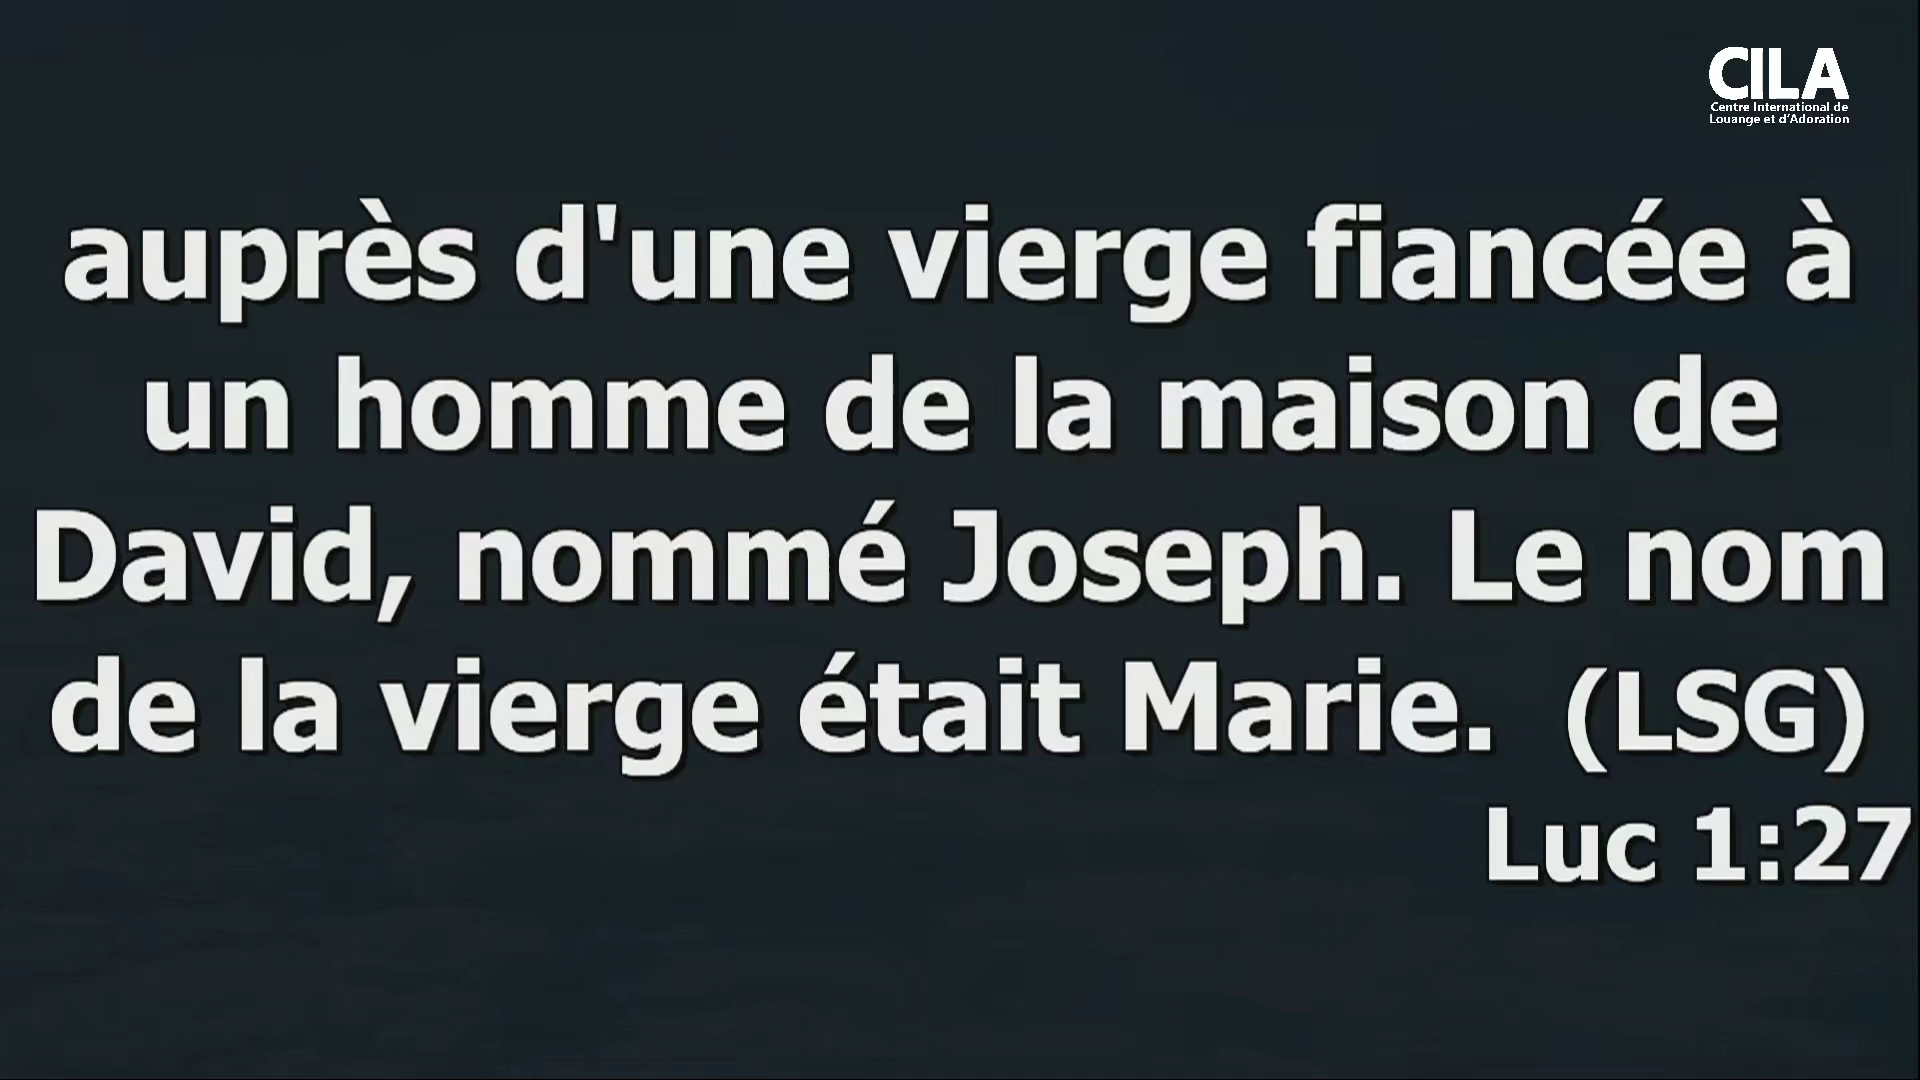 CILA
Centre International de
Louange et d'Adoration
auprès d'une vierge fiancée à
un homme de la maison de
David, nommé Joseph. Le nom
de la vierge était Marie.  (LSG)
Luc 1:27